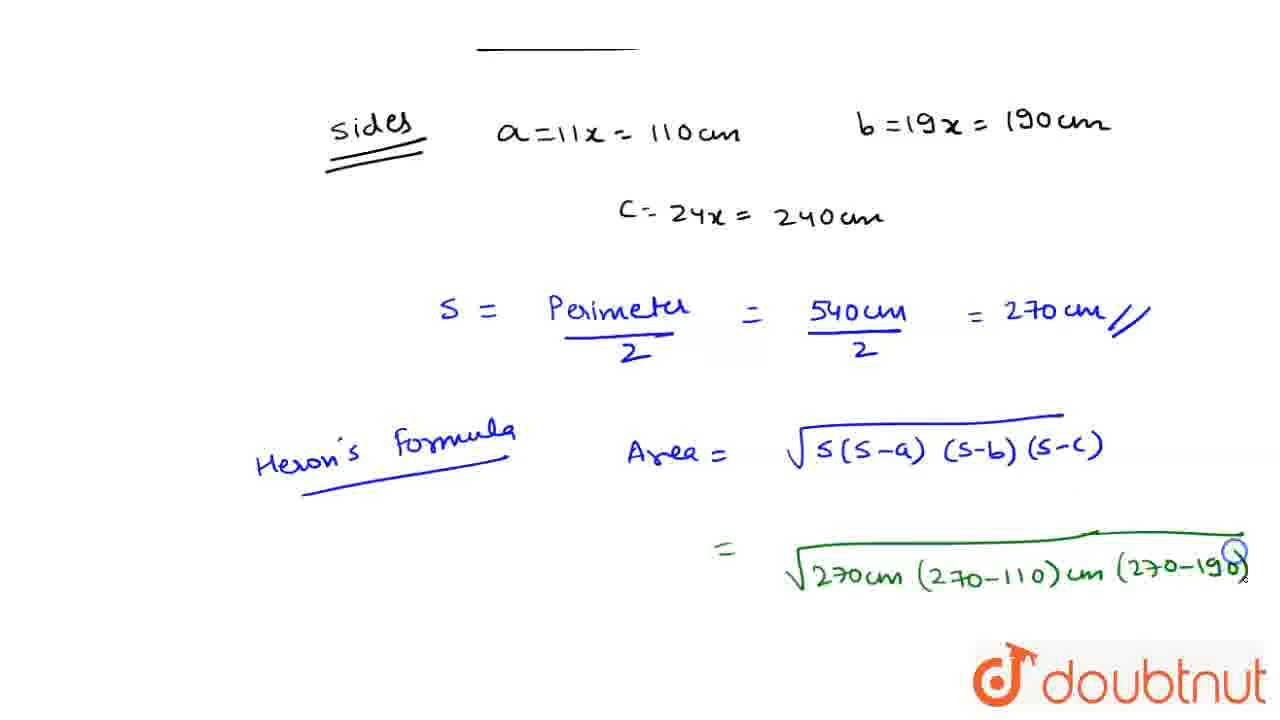 sides a = 11x = 110 cm b = 19x = 190 cm
c = 24x = 240 cm
S = Perimeter/2 = 540 cm/2 = 270 cm //
Heron's Formula Area = √S(S-a) (S-b) (S-c)
= √270 cm (270-110) cm (270-190)
doubtnut